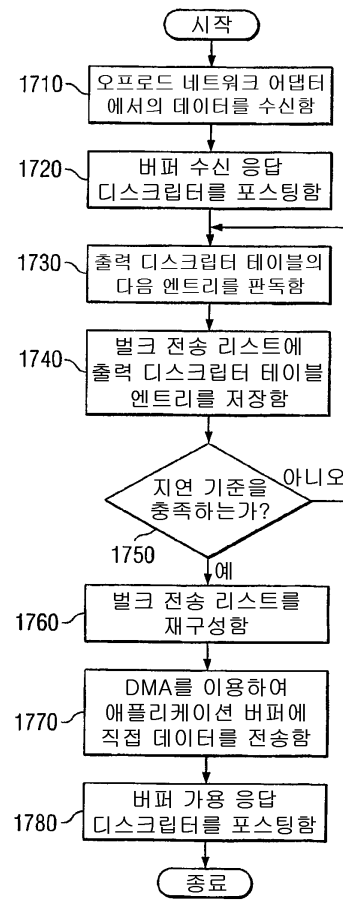 시작
1710
오프로드 네트워크 어댑터
에서의 데이터를 수신함
1720
버퍼 수신 응답
디스크립터를 포스팅함
1730
출력 디스크립터 테이블의
다음 엔트리를 판독함
1740
벌크 전송 리스트에
출력 디스크립터 테이블
엔트리를 저장함
지연 기준을
충족하는가?
아니오
1750
예
1760
벌크 전송 리스트를
재구성함
1770
DMA를 이용하여
애플리케이션 버퍼에
직접 데이터를 전송함
1780
버퍼 가용 응답
디스크립터를 포스팅함
종료